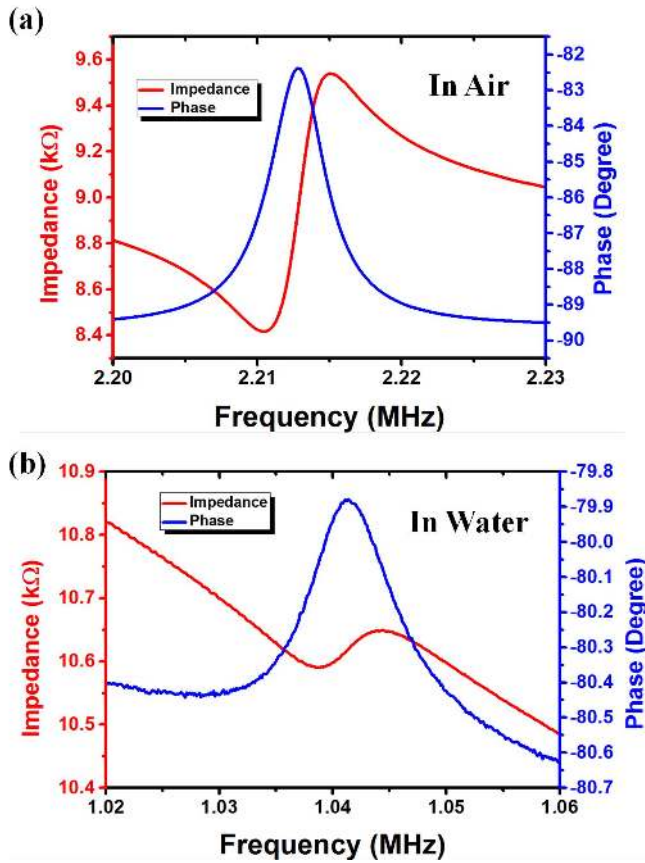 (a)
In Air
Impedance
Phase
Impedance (kΩ)
9.6
9.4
9.2
9.0
8.8
8.6
8.4
Phase (Degree)
-82
-83
-84
-85
-86
-87
-88
-89
-90
2.20 2.21 2.22 2.23
Frequency (MHz)
(b)
In Water
Impedance
Phase
Impedance (kΩ)
10.9
10.8
10.7
10.6
10.5
10.4
Phase (Degree)
-79.8
-79.9
-80.0
-80.1
-80.3
-80.4
-80.5
-80.6
-80.7
1.02 1.03 1.04 1.05 1.06
Frequency (MHz)